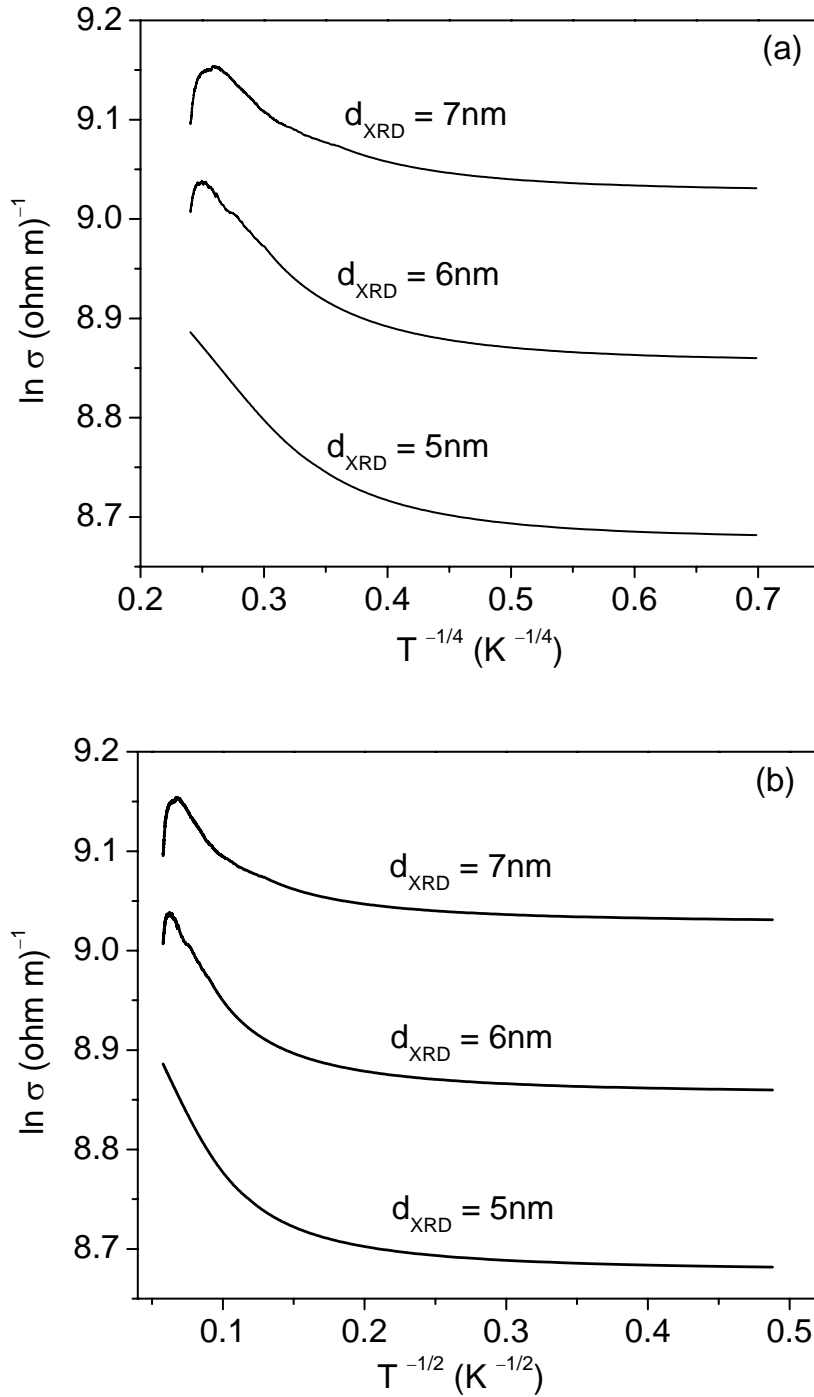 (a)
9.2
9.1
9.0
8.9
8.8
8.7
ln σ (ohm m)⁻¹
d_XRD = 7nm
d_XRD = 6nm
d_XRD = 5nm
0.2 0.3 0.4 0.5 0.6 0.7
T ⁻¹/⁴ (K ⁻¹/⁴)
(b)
9.2
9.1
9.0
8.9
8.8
8.7
ln σ (ohm m)⁻¹
d_XRD = 7nm
d_XRD = 6nm
d_XRD = 5nm
0.1 0.2 0.3 0.4 0.5
T ⁻¹/² (K ⁻¹/²)